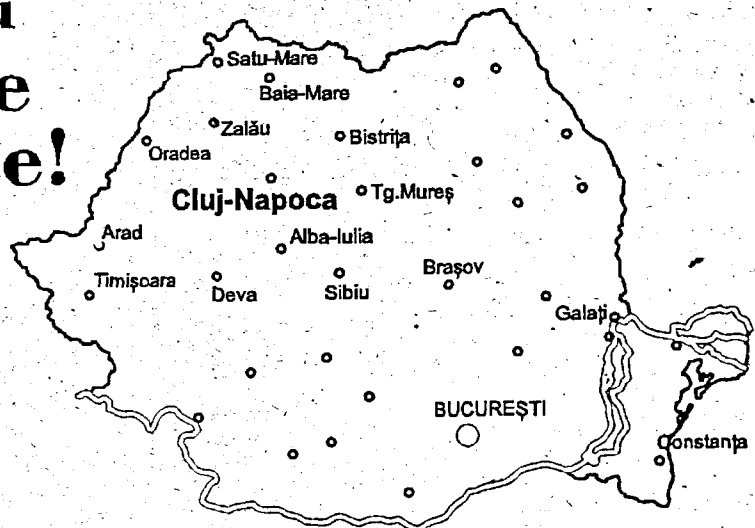 e!
Satu-Mare
Baia-Mare
Zalău
Oradea
Bistrița
Cluj-Napoca
Tg.Mureș
Arad
Alba-Iulia
Timișoara
Deva
Sibiu
Brașov
Galați
BUCUREȘTI
Constanța